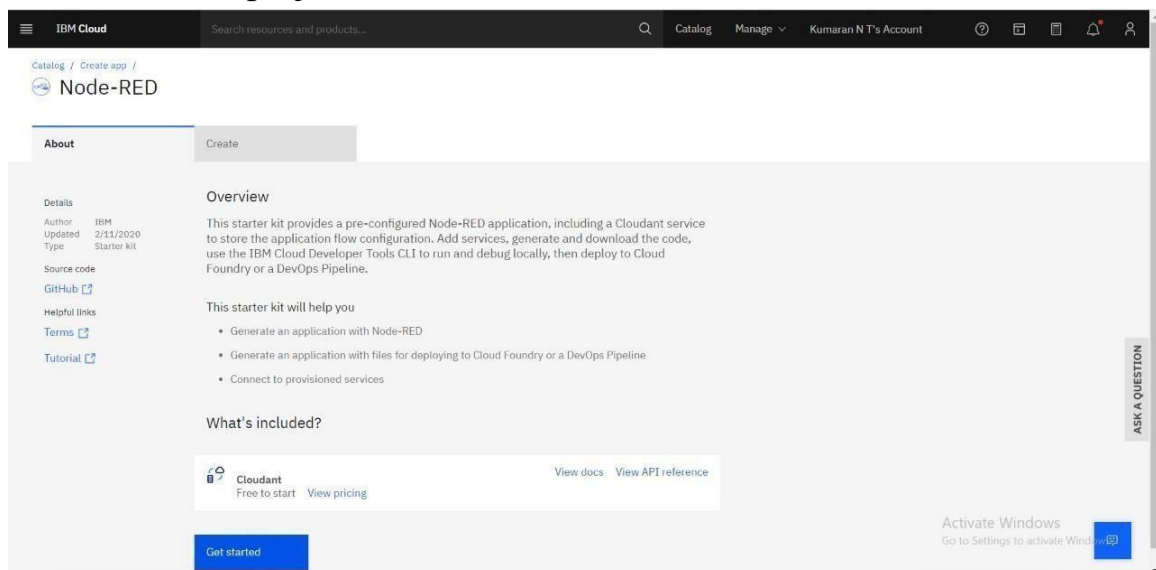 IBM Cloud
Search resources and products...
Catalog
Manage
Kumaran N T's Account
Catalog / Create app /
Node-RED
About
Create
Details
Author IBM
Updated 2/11/2020
Type Starter kit
Source code
GitHub
Helpful links
Terms
Tutorial
Overview
This starter kit provides a pre-configured Node-RED application, including a Cloudant service
to store the application flow configuration. Add services, generate and download the code,
use the IBM Cloud Developer Tools CLI to run and debug locally, then deploy to Cloud
Foundry or a DevOps Pipeline.
This starter kit will help you
• Generate an application with Node-RED
• Generate an application with files for deploying to Cloud Foundry or a DevOps Pipeline
• Connect to provisioned services
What's included?
Cloudant
Free to start View pricing
View docs View API reference
Get started
ASK A QUESTION
Activate Windows
Go to Settings to activate Windows